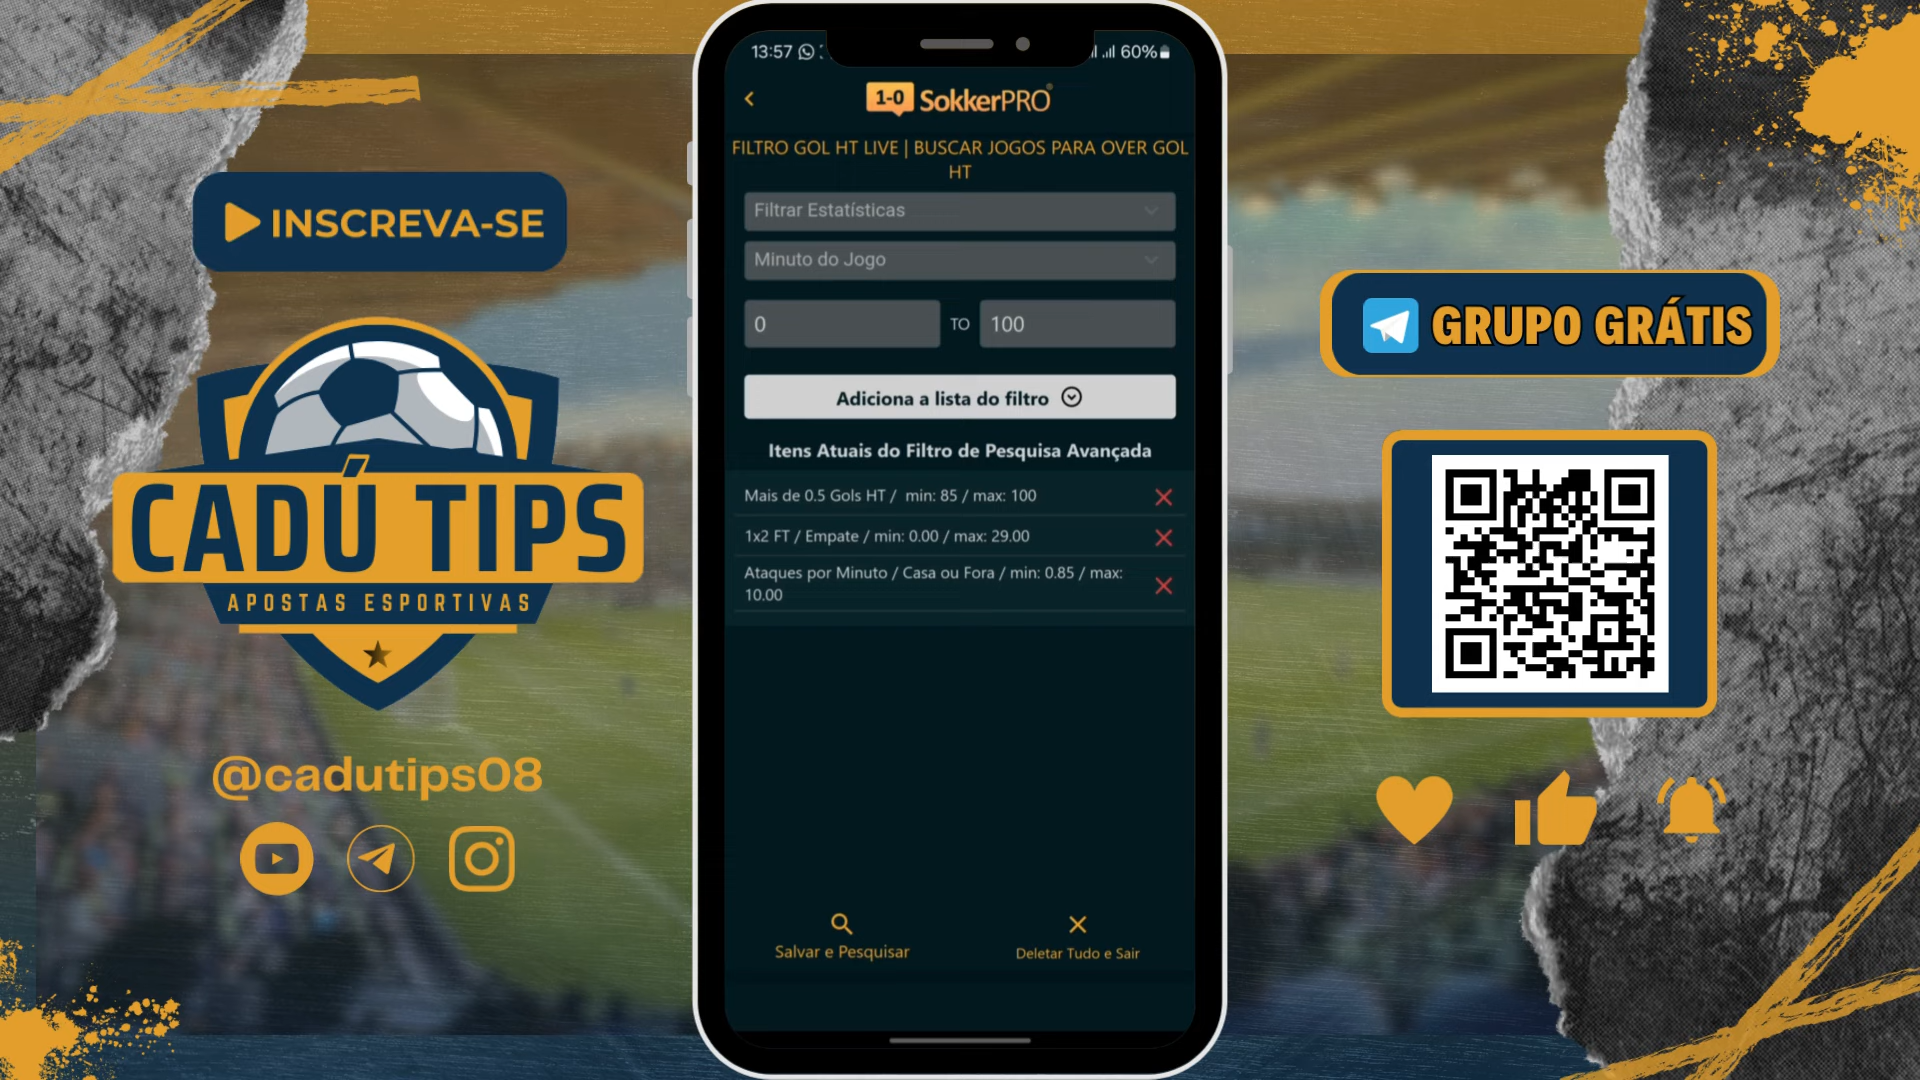 INSCREVA-SE
CADÚ TIPS
APOSTAS ESPORTIVAS
@cadutips08
13:57
60%
1-0 SokkerPRO®
FILTRO GOL HT LIVE | BUSCAR JOGOS PARA OVER GOL
HT
Filtrar Estatísticas
Minuto do Jogo
0 TO 100
Adiciona a lista do filtro
Itens Atuais do Filtro de Pesquisa Avançada
Mais de 0.5 Gols HT / min: 85 / max: 100
1x2 FT / Empate / min: 0.00 / max: 29.00
Ataques por Minuto / Casa ou Fora / min: 0.85 / max:
10.00
Salvar e Pesquisar
Deletar Tudo e Sair
GRUPO GRÁTIS